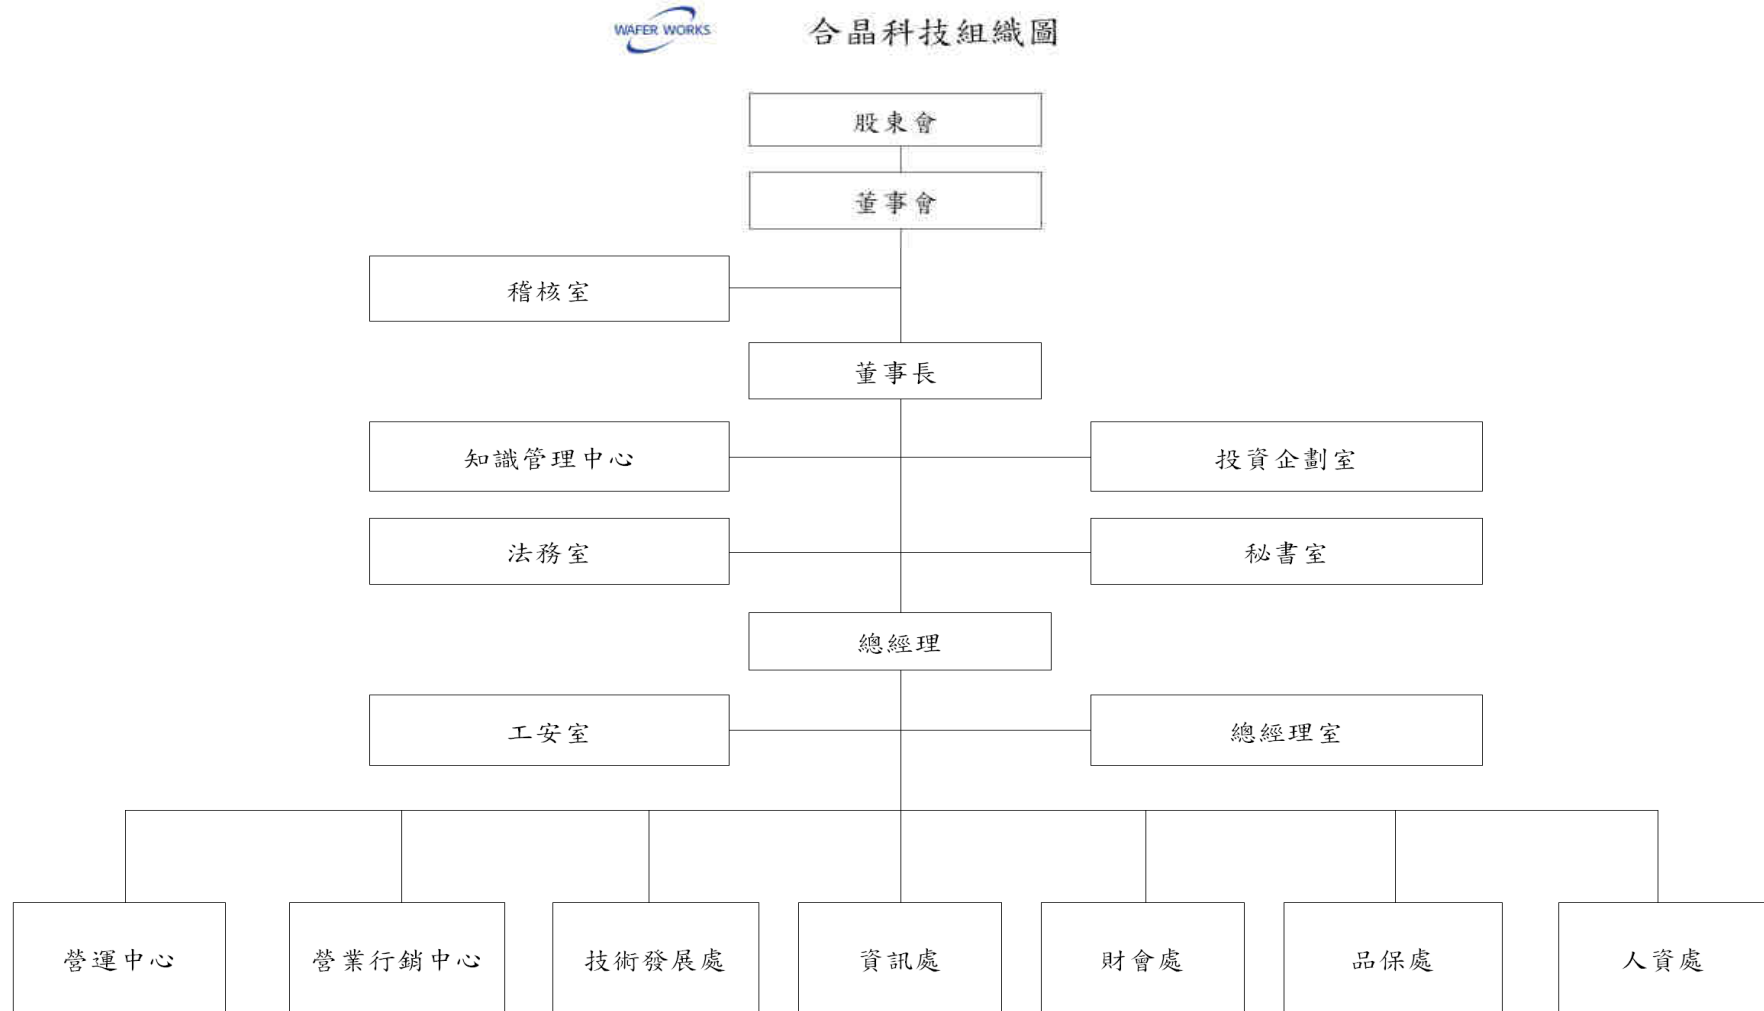 WAFER WORKS
合晶科技組織圖
股東會
董事會
稽核室
董事長
知識管理中心
投資企劃室
法務室
秘書室
總經理
工安室
總經理室
營運中心
營業行銷中心
技術發展處
資訊處
財會處
品保處
人資處